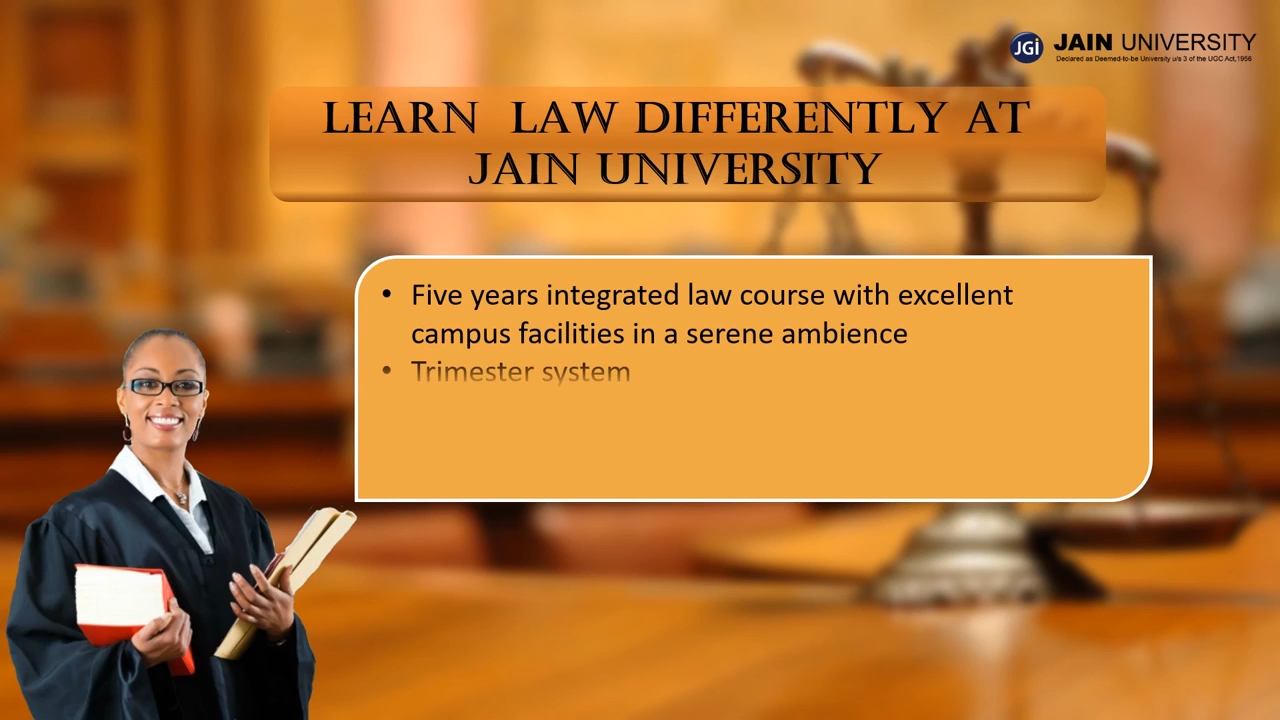 JGi JAIN UNIVERSITY
Declared as Deemed-to-be University u/s 3 of the UGC Act, 1956
LEARN LAW DIFFERENTLY AT
JAIN UNIVERSITY
• Five years integrated law course with excellent
campus facilities in a serene ambience
• Trimester system